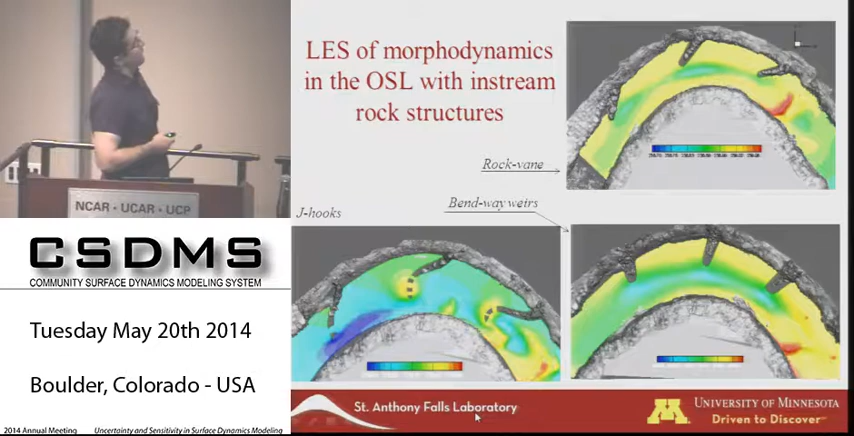 LES of morphodynamics
in the OSL with instream
rock structures
Rock-vane
Bend-way weirs
J-hooks
NCAR - UCAR - UCP
CSDMS
COMMUNITY SURFACE DYNAMICS MODELING SYSTEM
Tuesday May 20th 2014
Boulder, Colorado - USA
2014 Annual Meeting
Uncertainty and Sensitivity in Surface Dynamics Modeling
St. Anthony Falls Laboratory
M
UNIVERSITY OF MINNESOTA
Driven to Discover